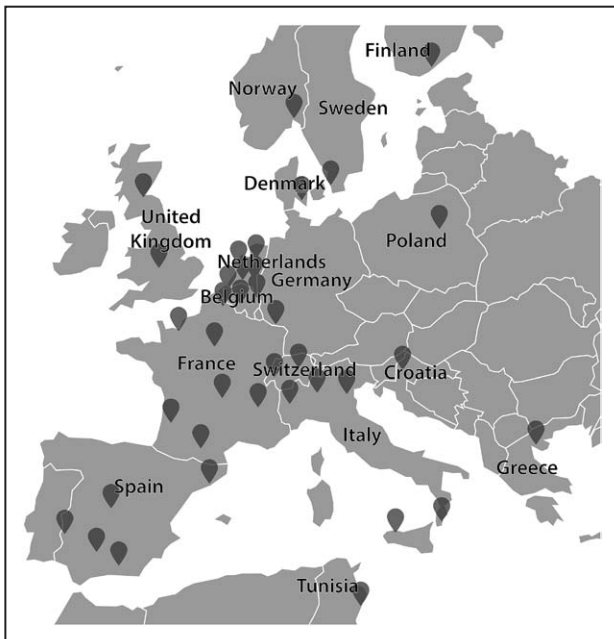 Finland
Norway
Sweden
Denmark
United
Kingdom
Poland
Netherlands
Germany
Belgium
France
Switzerland
Croatia
Italy
Greece
Spain
Tunisia